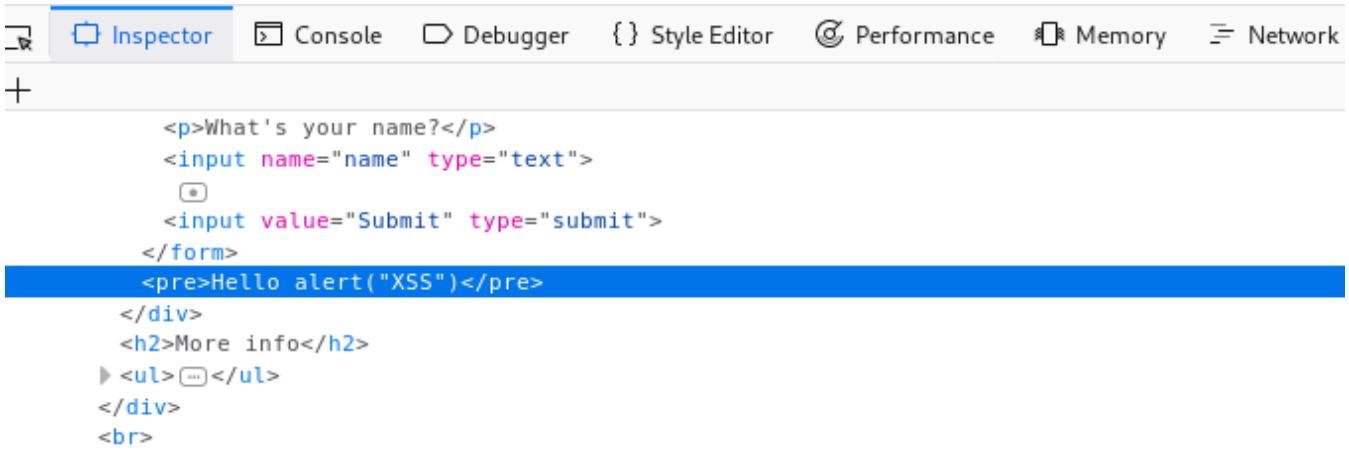 Inspector Console Debugger {} Style Editor Performance Memory Network
+
<p>What's your name?</p>
<input name="name" type="text">
<input value="Submit" type="submit">
</form>
<pre>Hello alert("XSS")</pre>
</div>
<h2>More info</h2>
<ul>…</ul>
</div>
<br>